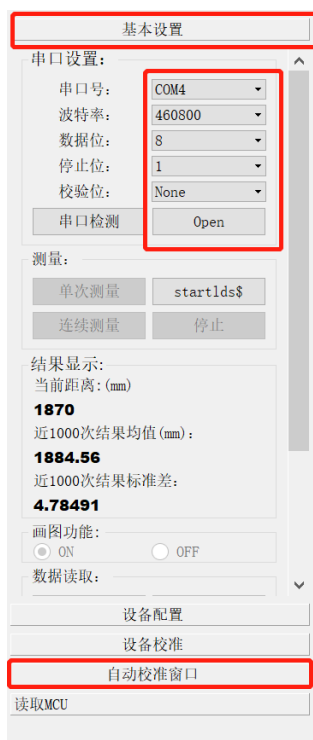 基本设置
串口设置:
串口号: COM4
波特率: 460800
数据位: 8
停止位: 1
校验位: None
串口检测 Open
测量:
单次测量 startlds$
连续测量 停止
结果显示:
当前距离:(mm)
1870
近1000次结果均值(mm):
1884.56
近1000次结果标准差:
4.78491
画图功能:
ON OFF
数据读取:
设备配置
设备校准
自动校准窗口
读取MCU